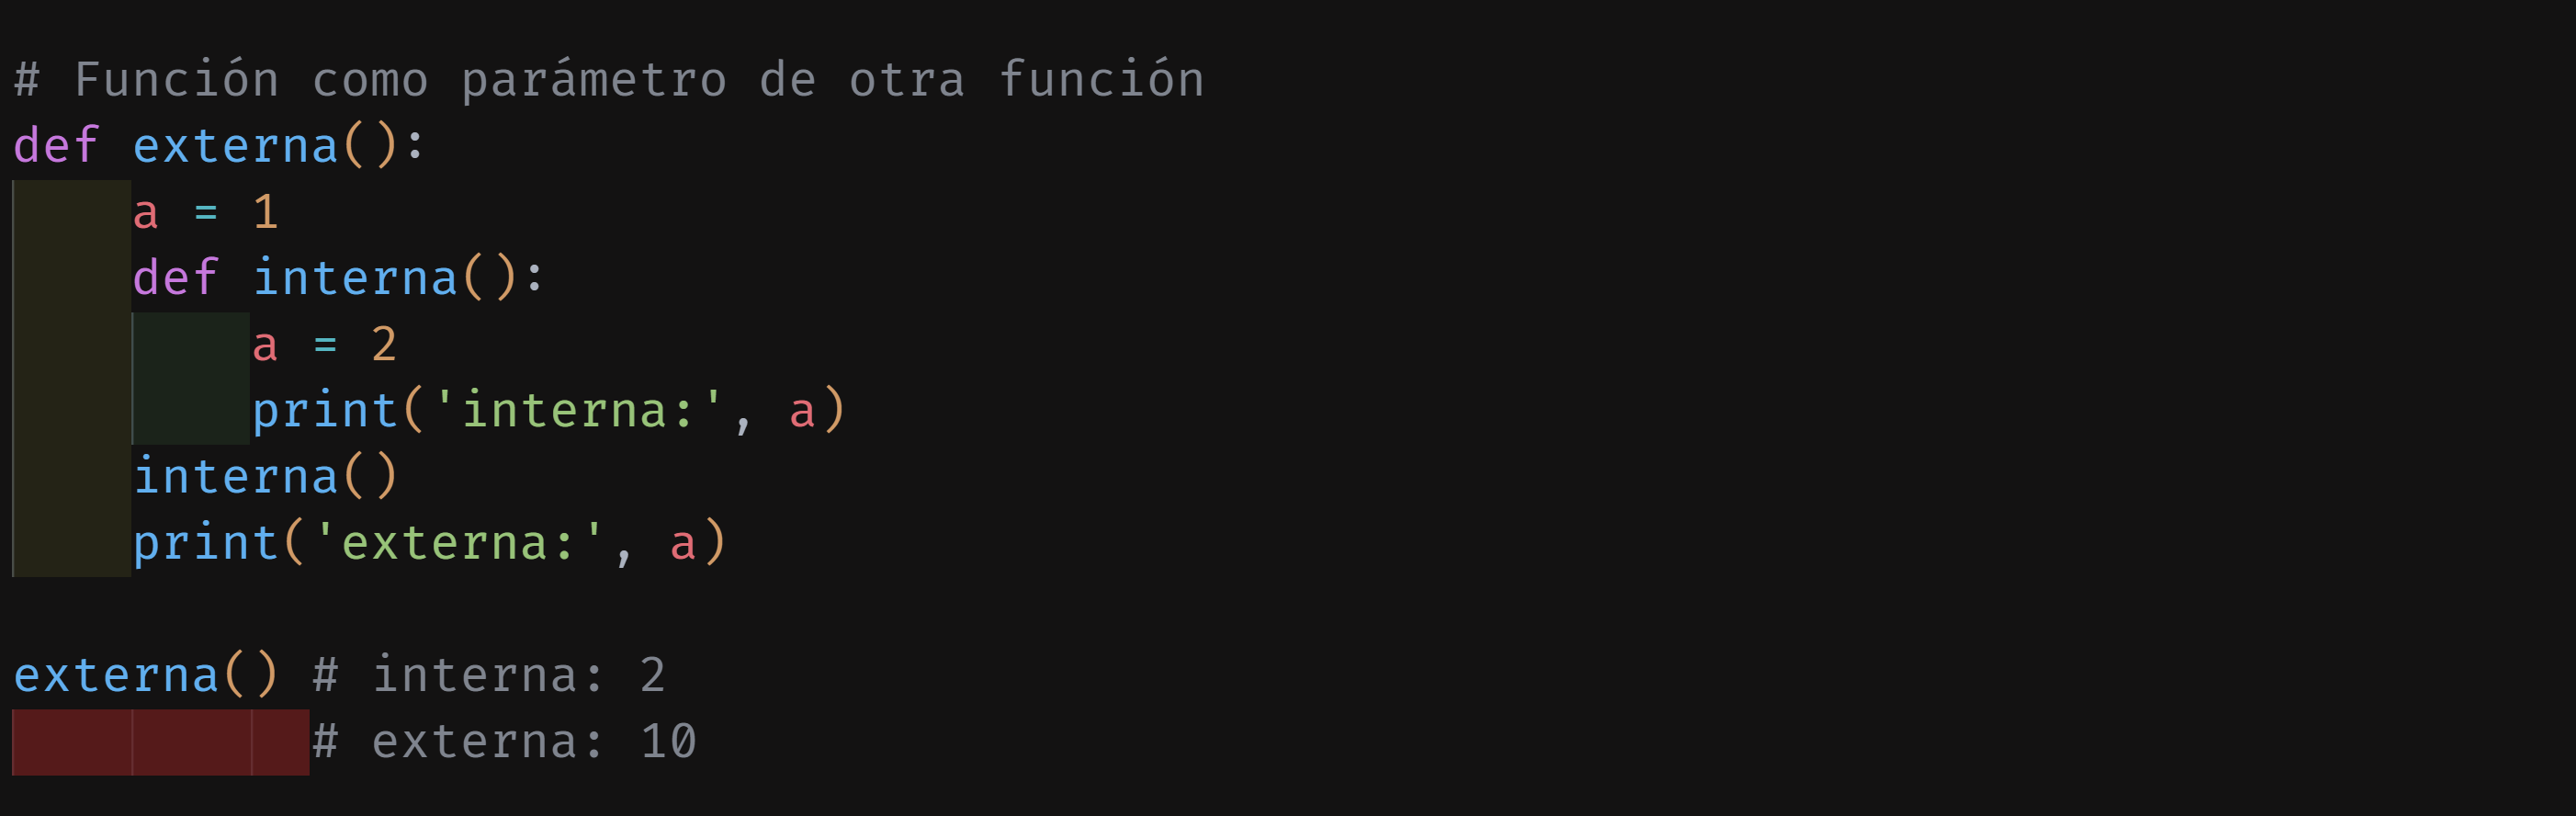 # Función como parámetro de otra función
def externa():
    a = 1
    def interna():
        a = 2
        print('interna:', a)
    interna()
    print('externa:', a)

externa() # interna: 2
          # externa: 10